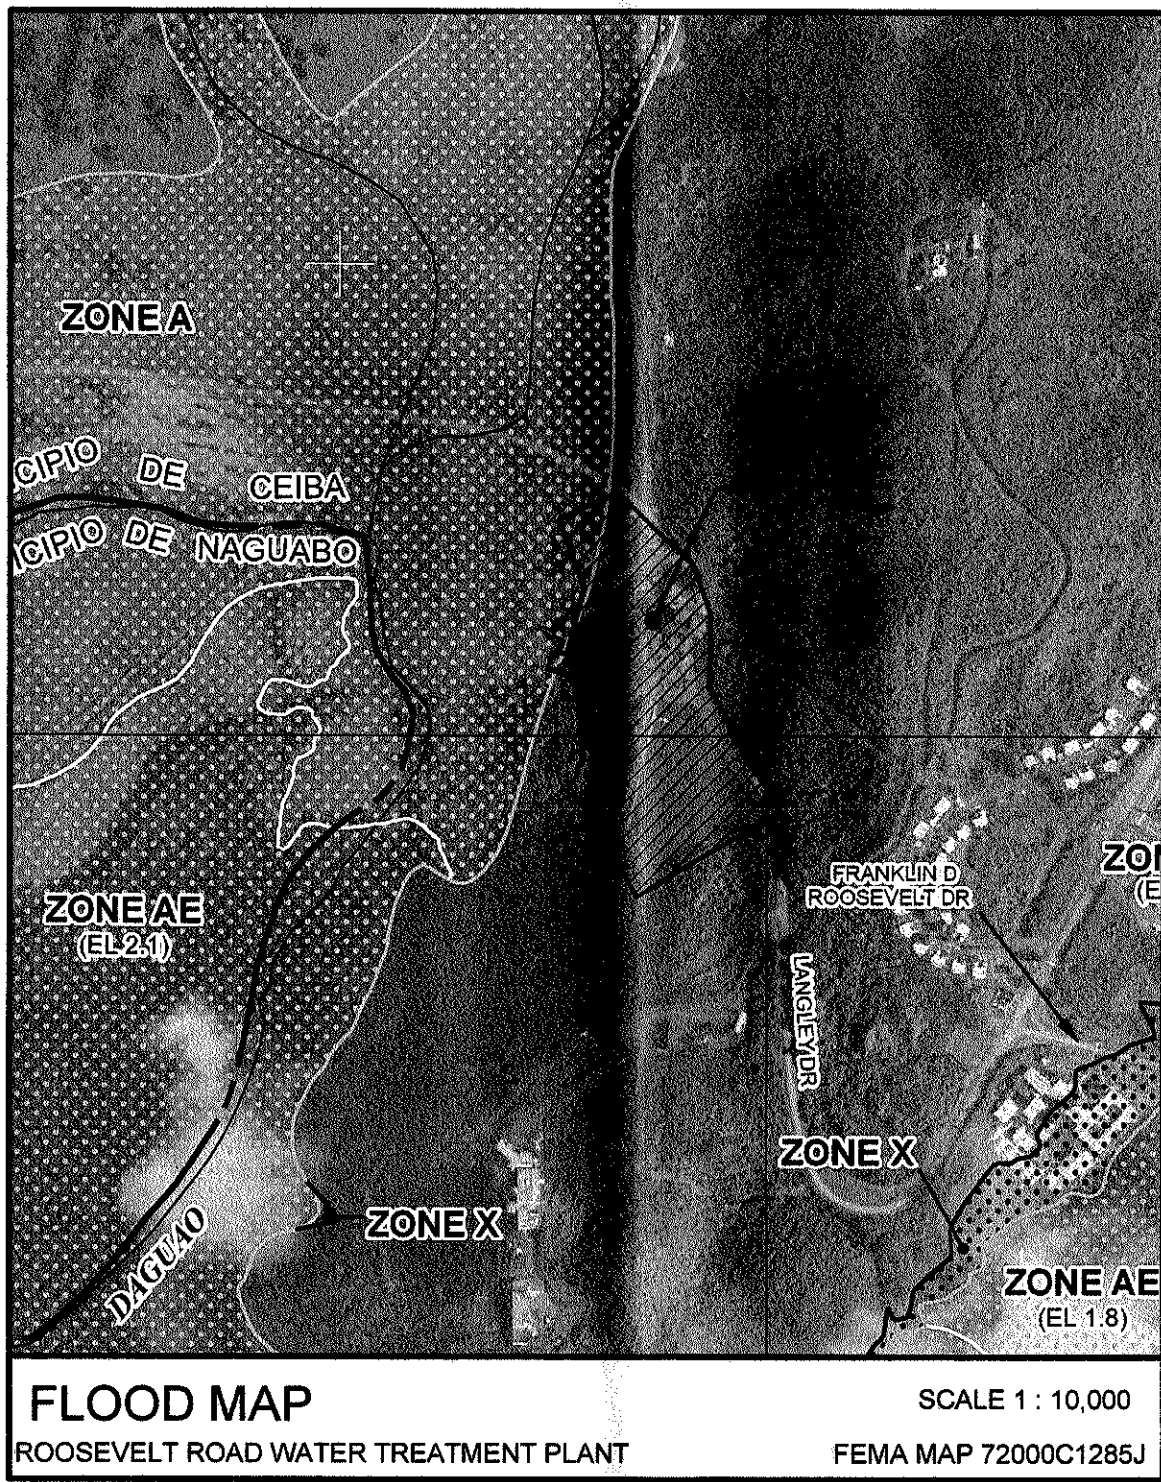 ZONE A
CIPIO DE CEIBA
ICIPIO DE NAGUABO
ZONE AE
(EL 2.1)
FRANKLIN D
ROOSEVELT DR
ZON
(E
LANGLEY DR
ZONE X
ZONE X
DAGUAO
ZONE AE
(EL 1.8)
FLOOD MAP
SCALE 1 : 10,000
ROOSEVELT ROAD WATER TREATMENT PLANT
FEMA MAP 72000C1285J